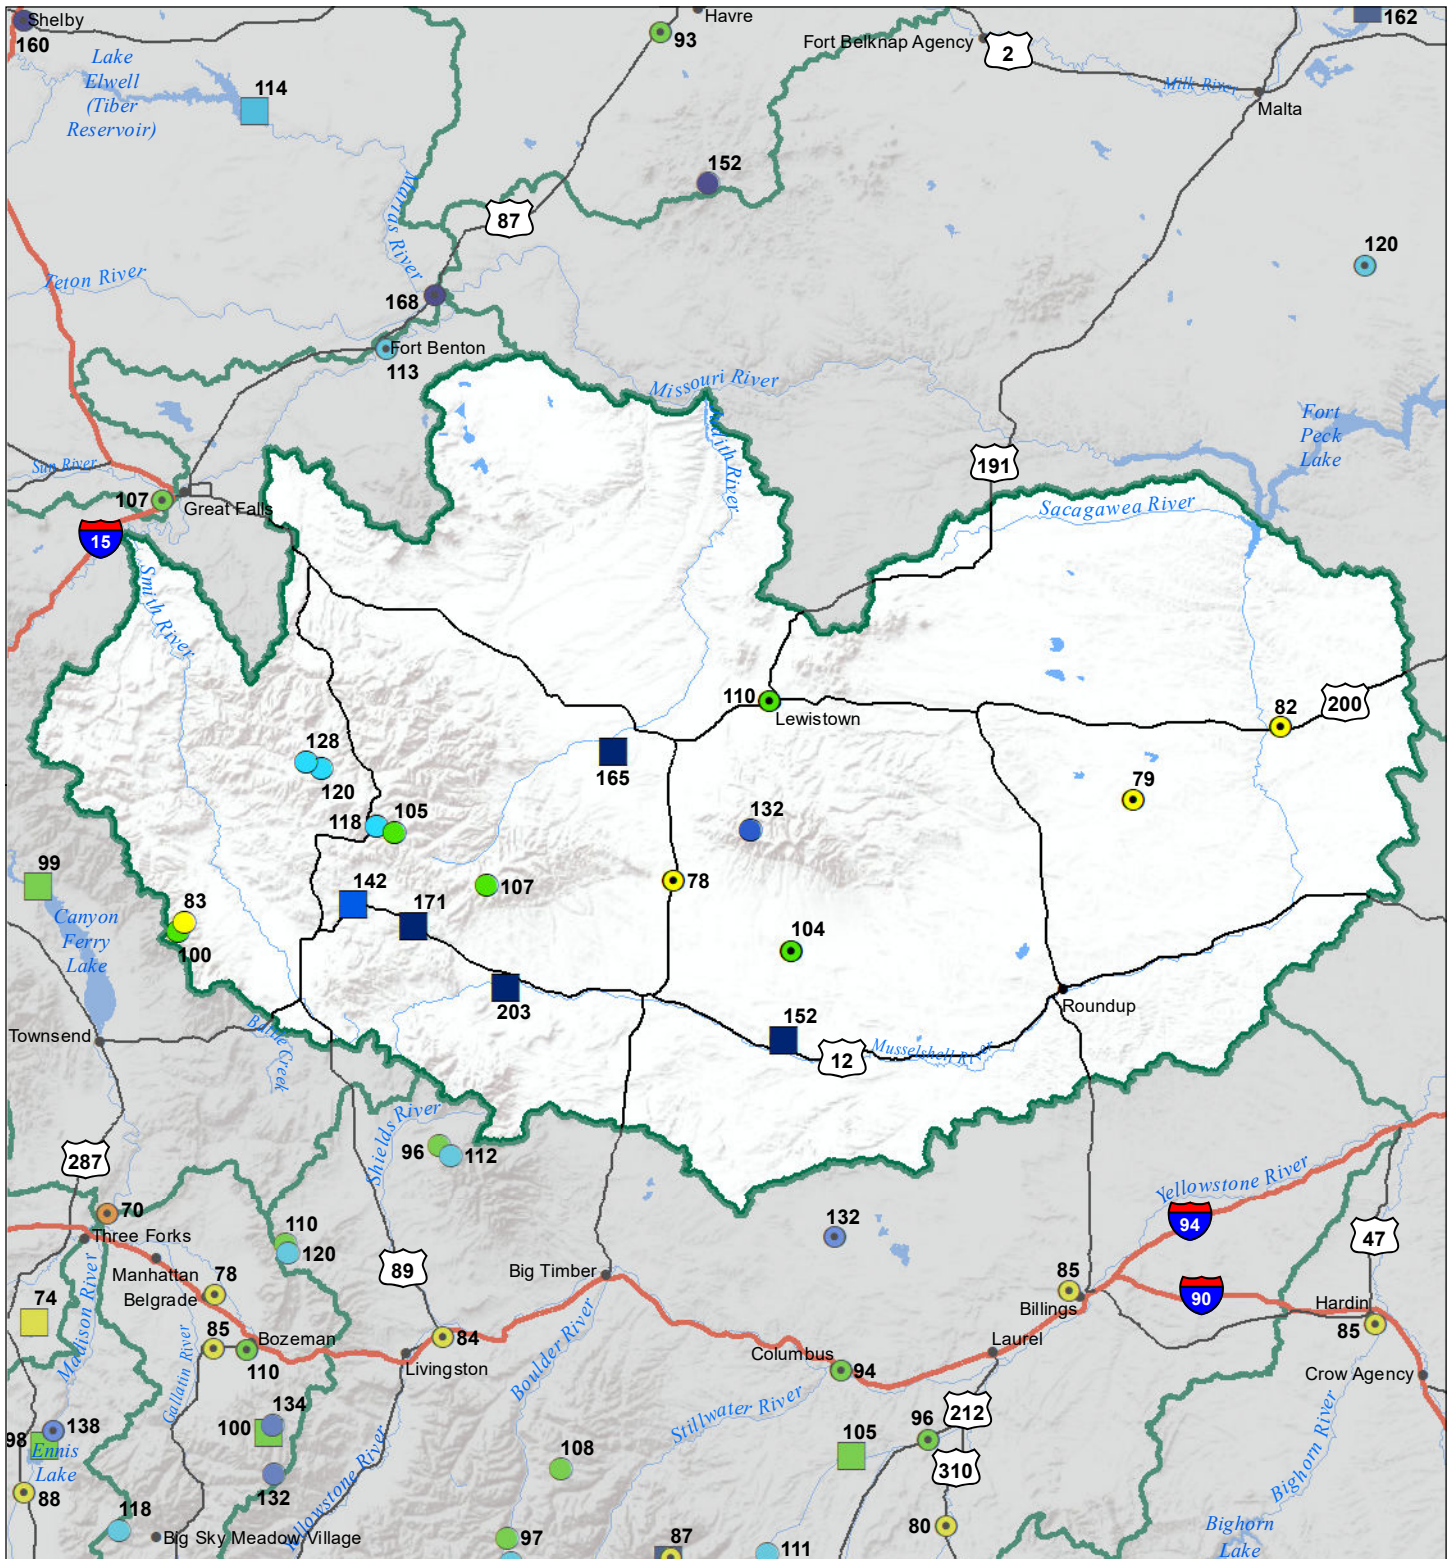 Shelby
160
Havre
93
Fort Belknap Agency
2
162
Lake
Elwell
(Tiber
Reservoir)
114
Milk River
Malta
152
Marias River
87
120
Teton River
168
Fort Benton
113
Missouri River
Judith River
Fort
Peck
Lake
191
Sun River
107
Great Falls
15
Sacagawea River
Smith River
110
Lewistown
82
200
128
120
165
79
118
105
132
99
142
171
107
78
83
100
Canyon
Ferry
Lake
104
203
Roundup
152
12
Musselshell River
Townsend
Battle Creek
Shields River
96
112
287
Yellowstone River
70
Three Forks
110
120
132
94
47
Manhattan
Belgrade
78
89
Big Timber
85
Billings
90
Hardin
85
74
Madison River
85
Bozeman
110
84
Livingston
Boulder River
Laurel
Columbus
94
Crow Agency
Gallatin River
134
100
138
98
Ennis
Lake
Stillwater River
212
96
105
310
Bighorn River
108
132
88
118
Big Sky Meadow Village
Yellowstone River
97
87
111
80
Bighorn
Lake